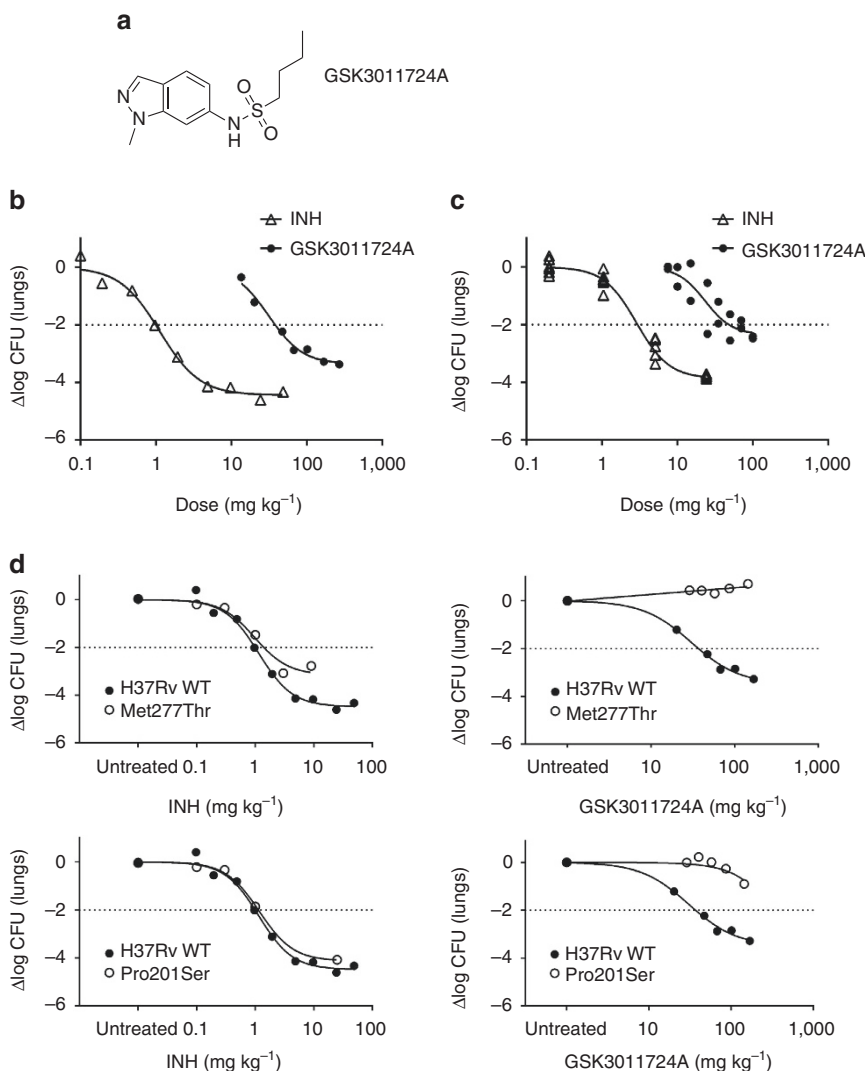 a
GSK3011724A
N
N
N
H
S
O
O
b
INH
GSK3011724A
0
−2
−4
−6
Δlog CFU (lungs)
0.1 1 10 100 1,000
Dose (mg kg⁻¹)
c
INH
GSK3011724A
0
−2
−4
−6
Δlog CFU (lungs)
0.1 1 10 100 1,000
Dose (mg kg⁻¹)
d
0
−2
−4
−6
Δlog CFU (lungs)
H37Rv WT
Met277Thr
Untreated 0.1 1 10 100
INH (mg kg⁻¹)
0
−2
−4
−6
Δlog CFU (lungs)
H37Rv WT
Met277Thr
Untreated 10 100 1,000
GSK3011724A (mg kg⁻¹)
0
−2
−4
−6
Δlog CFU (lungs)
H37Rv WT
Pro201Ser
Untreated 0.1 1 10 100
INH (mg kg⁻¹)
0
−2
−4
−6
Δlog CFU (lungs)
H37Rv WT
Pro201Ser
Untreated 10 100 1,000
GSK3011724A (mg kg⁻¹)